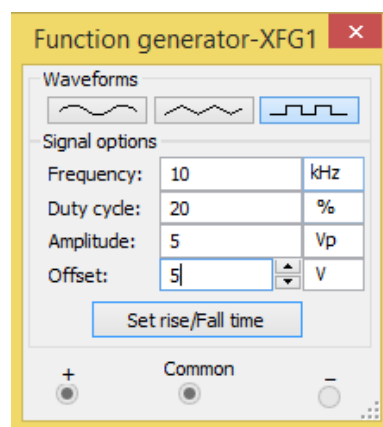 Function generator-XFG1 ×
Waveforms
Signal options
Frequency: 10 kHz
Duty cycle: 20 %
Amplitude: 5 Vp
Offset: 5 V
Set rise/Fall time
+ Common −